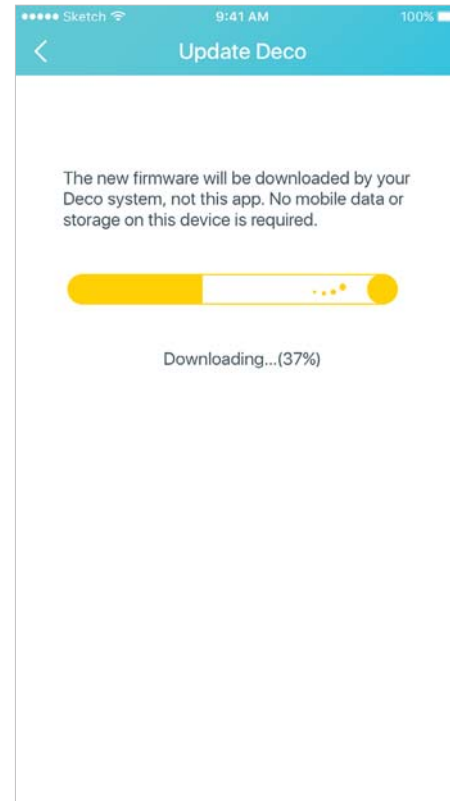 Sketch 9:41 AM 100%
Update Deco
The new firmware will be downloaded by your
Deco system, not this app. No mobile data or
storage on this device is required.
Downloading...(37%)